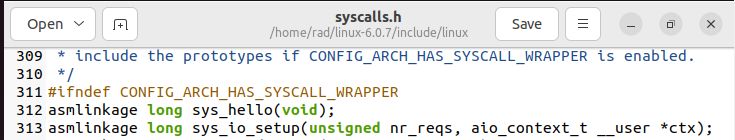 Open
syscalls.h
/home/rad/linux-6.0.7/include/linux
Save
309 * include the prototypes if CONFIG_ARCH_HAS_SYSCALL_WRAPPER is enabled.
310 */
311 #ifndef CONFIG_ARCH_HAS_SYSCALL_WRAPPER
312 asmlinkage long sys_hello(void);
313 asmlinkage long sys_io_setup(unsigned nr_reqs, aio_context_t __user *ctx);